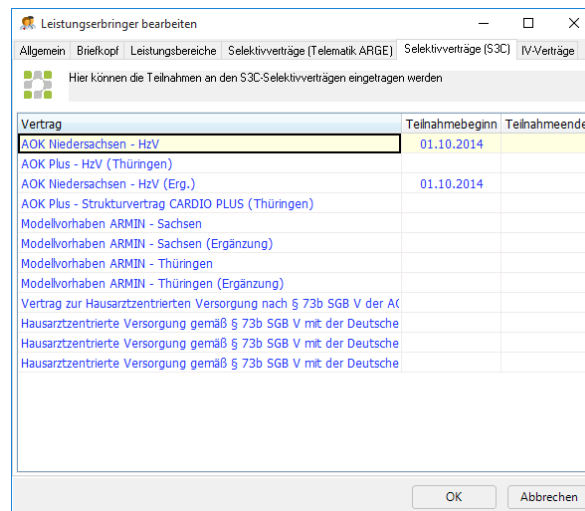 Leistungserbringer bearbeiten
Allgemein Briefkopf Leistungsbereiche Selektivverträge (Telematik ARGE) Selektivverträge (S3C) IV-Verträge
Hier können die Teilnahmen an den S3C-Selektivverträgen eingetragen werden
Vertrag Teilnahmebeginn Teilnahmeende
AOK Niedersachsen - HzV 01.10.2014
AOK Plus - HzV (Thüringen)
AOK Niedersachsen - HzV (Erg.) 01.10.2014
AOK Plus - Strukturvertrag CARDIO PLUS (Thüringen)
Modellvorhaben ARMIN - Sachsen
Modellvorhaben ARMIN - Sachsen (Ergänzung)
Modellvorhaben ARMIN - Thüringen
Modellvorhaben ARMIN - Thüringen (Ergänzung)
Vertrag zur Hausarztzentrierten Versorgung nach § 73b SGB V der AO
Hausarztzentrierte Versorgung gemäß § 73b SGB V mit der Deutsche
Hausarztzentrierte Versorgung gemäß § 73b SGB V mit der Deutsche
Hausarztzentrierte Versorgung gemäß § 73b SGB V mit der Deutsche
OK Abbrechen